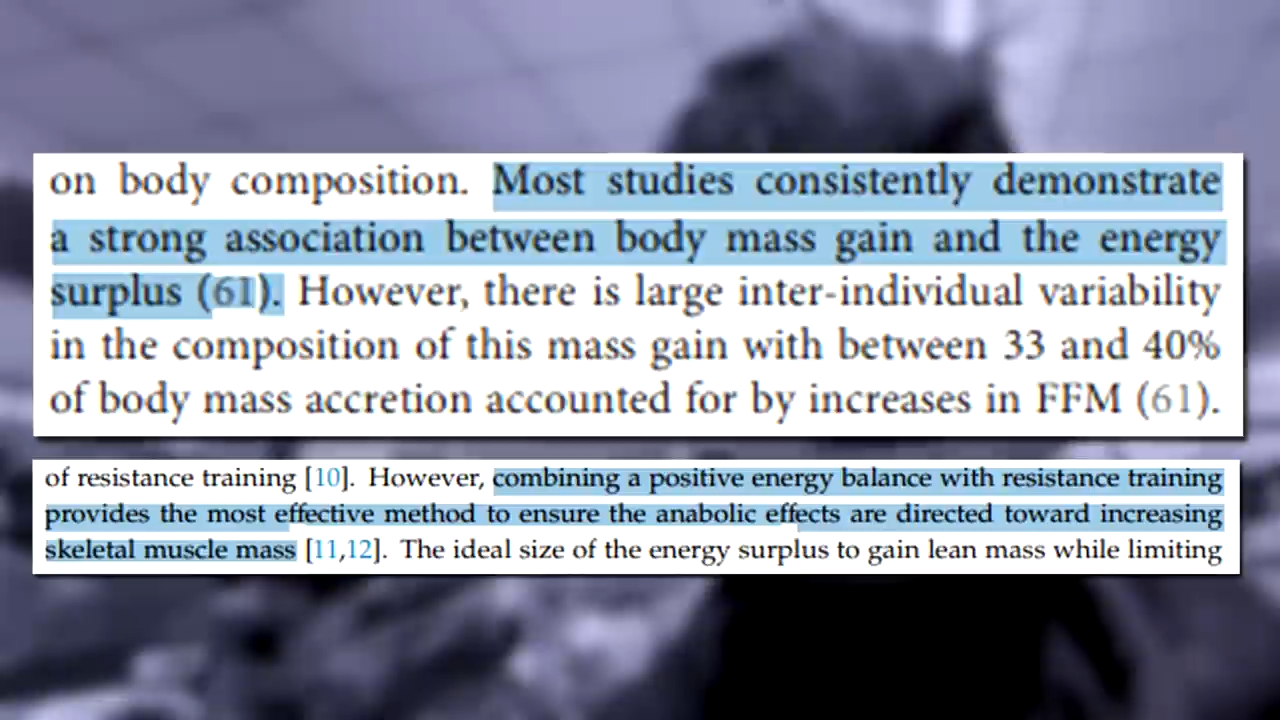 on body composition. Most studies consistently demonstrate
a strong association between body mass gain and the energy
surplus (61). However, there is large inter-individual variability
in the composition of this mass gain with between 33 and 40%
of body mass accretion accounted for by increases in FFM (61).
of resistance training [10]. However, combining a positive energy balance with resistance training
provides the most effective method to ensure the anabolic effects are directed toward increasing
skeletal muscle mass [11,12]. The ideal size of the energy surplus to gain lean mass while limiting